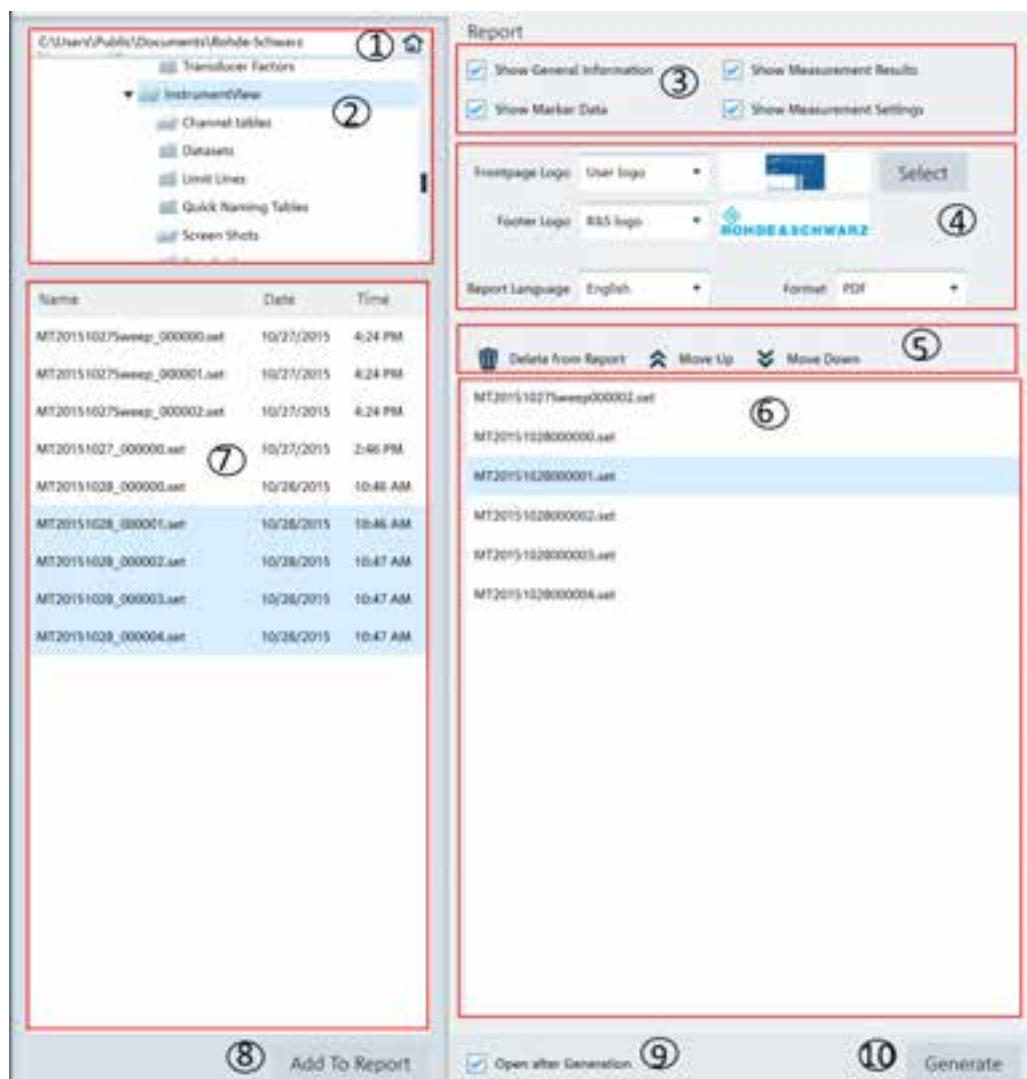 C:\Users\Public\Documents\Rohde-Schwarz ①
Transducer Factors
InstrumentView ②
Channel tables
Datasets
Limit Lines
Quick Naming Tables
Screen Shots
Name Date Time
MT20151027Sweep_000000.set 10/27/2015 4:24 PM
MT20151027Sweep_000001.set 10/27/2015 4:24 PM
MT20151027Sweep_000002.set 10/27/2015 4:24 PM
MT20151027_000000.set 10/27/2015 2:46 PM
⑦
MT20151028_000000.set 10/28/2015 10:46 AM
MT20151028_000001.set 10/28/2015 10:46 AM
MT20151028_000002.set 10/28/2015 10:47 AM
MT20151028_000003.set 10/28/2015 10:47 AM
MT20151028_000004.set 10/28/2015 10:47 AM
⑧ Add To Report
Report
Show General Information Show Measurement Results
③
Show Marker Data Show Measurement Settings
Frontpage Logo User logo Select
Footer Logo R&S logo ROHDE&SCHWARZ ④
Report Language English Format PDF
Delete from Report Move Up Move Down ⑤
MT20151027Sweep000002.set
⑥
MT20151028000000.set
MT20151028000001.set
MT20151028000002.set
MT20151028000003.set
MT20151028000004.set
Open after Generation ⑨ ⑩ Generate